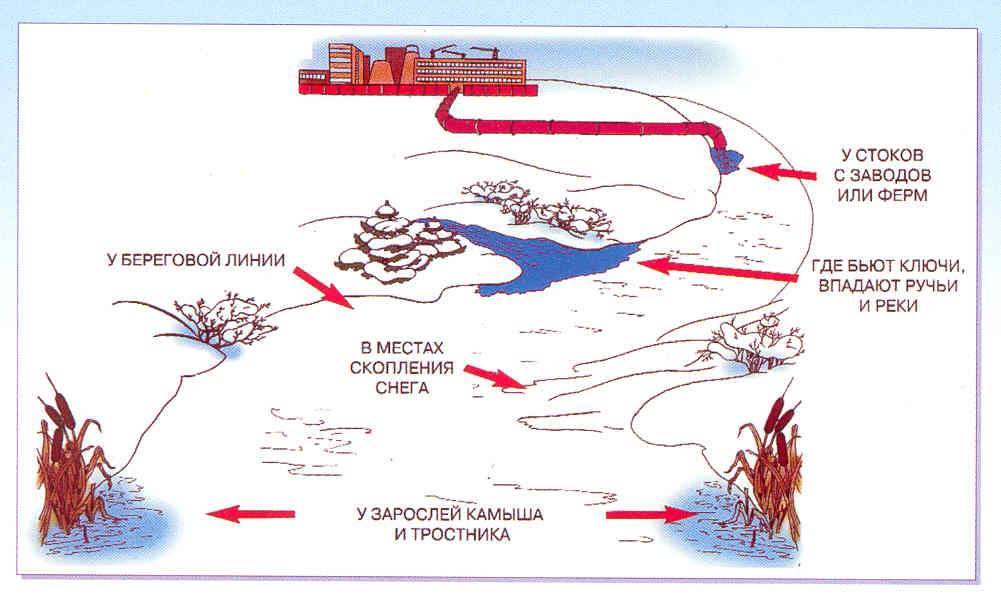 У СТОКОВ
С ЗАВОДОВ
ИЛИ ФЕРМ
У БЕРЕГОВОЙ ЛИНИИ
ГДЕ БЬЮТ КЛЮЧИ,
ВПАДАЮТ РУЧЬИ
И РЕКИ
В МЕСТАХ
СКОПЛЕНИЯ
СНЕГА
У ЗАРОСЛЕЙ КАМЫША
И ТРОСТНИКА